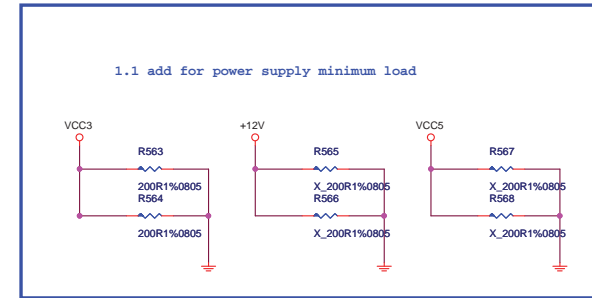 1.1 add for power supply minimum load
VCC3
+12V
VCC5
R563
R565
R567
200R1%0805
X_200R1%0805
X_200R1%0805
R564
R566
R568
200R1%0805
X_200R1%0805
X_200R1%0805